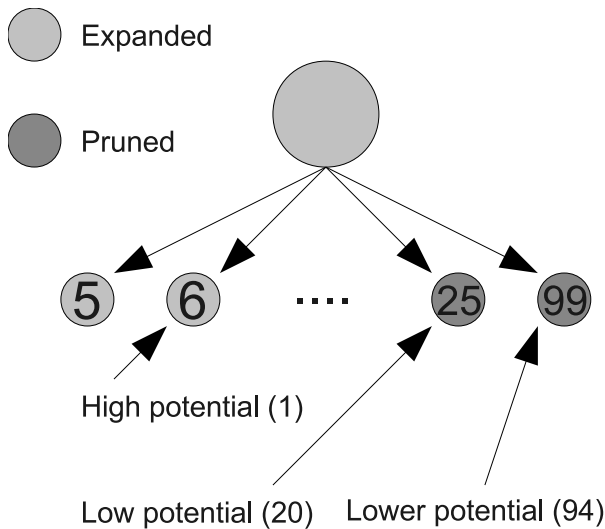 Expanded
Pruned
5 6 .... 25 99
High potential (1)
Low potential (20) Lower potential (94)